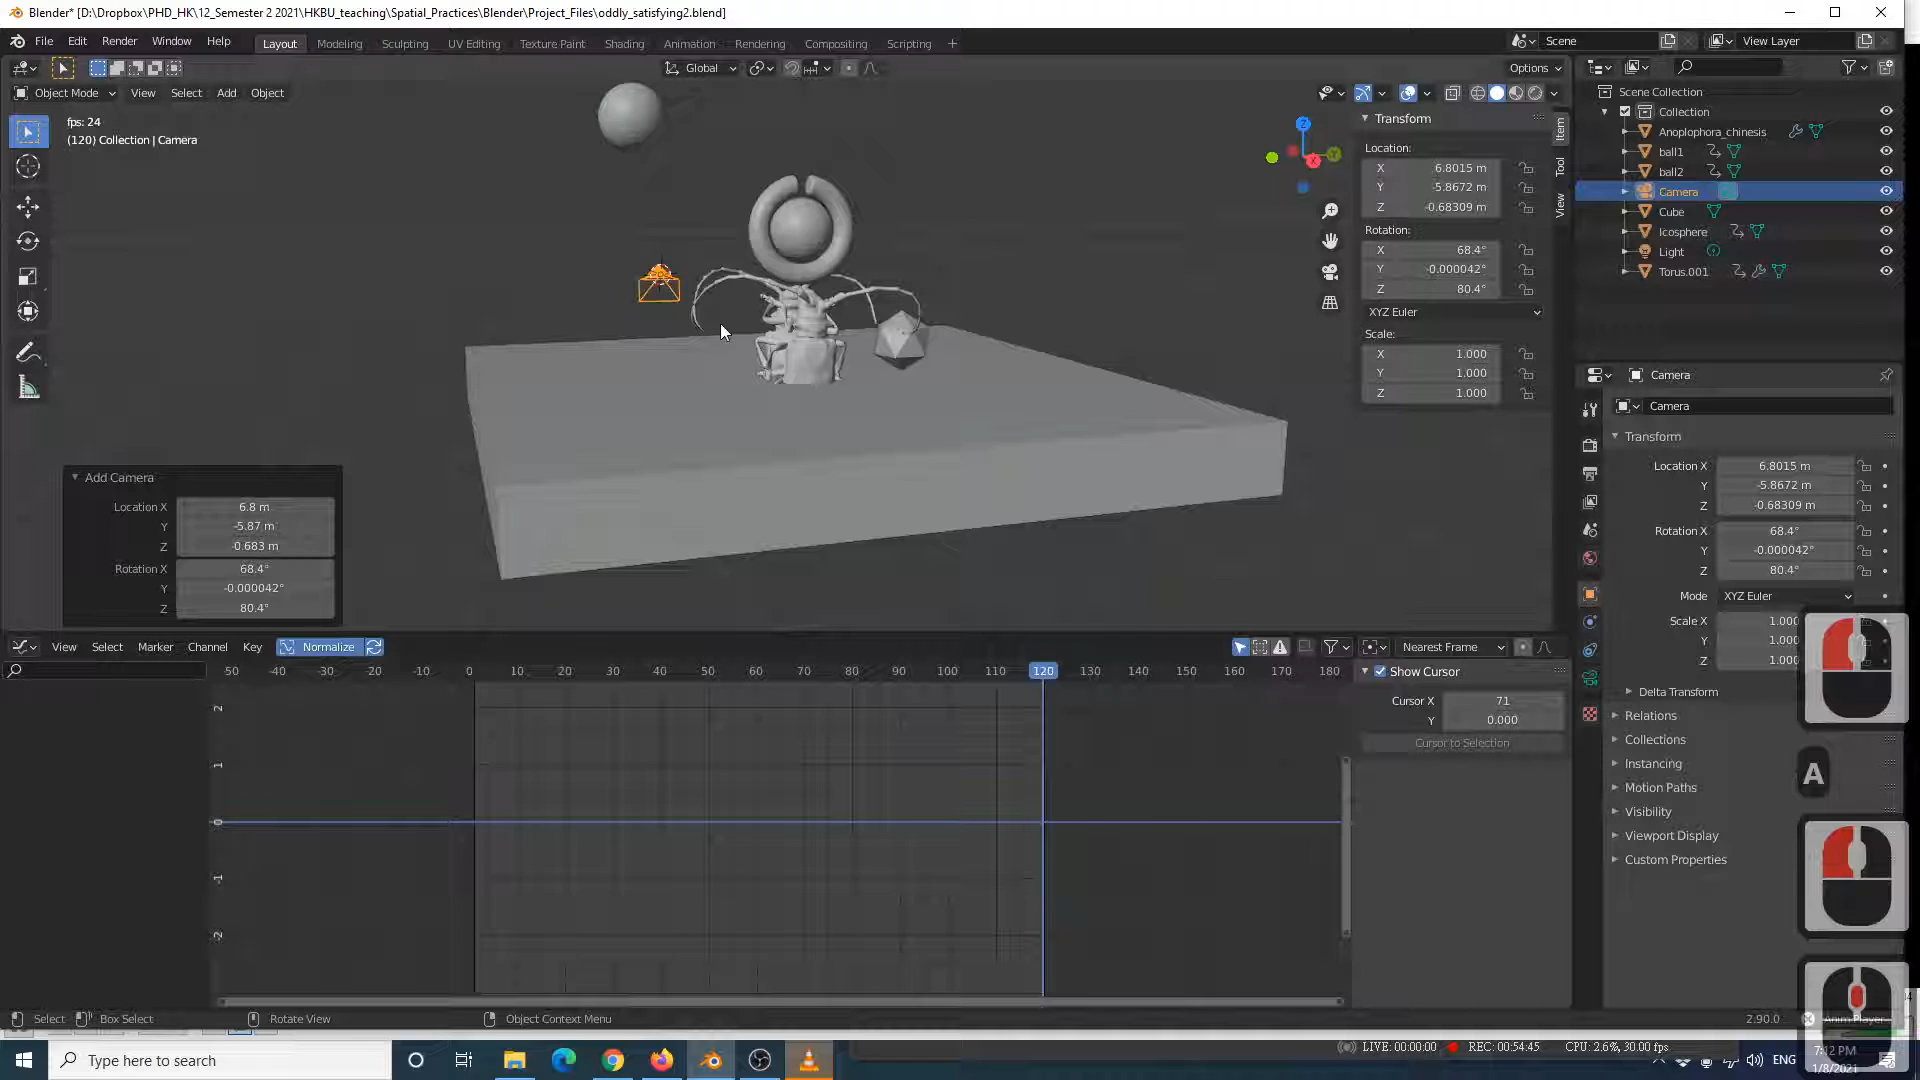 Blender* [D:\Dropbox\PHD_HK\12_Semester 2 2021\HKBU_teaching\Spatial_Practices\Blender\Project_Files\oddly_satisfying2.blend]
File Edit Render Window Help Layout Modeling Sculpting UV Editing Texture Paint Shading Animation Rendering Compositing Scripting + Scene View Layer
Global Options
Object Mode View Select Add Object
fps: 24
(120) Collection | Camera
Transform
Location:
X 6.8015 m
Y -5.8672 m
Z -0.68309 m
Rotation:
X 68.4°
Y -0.000042°
Z 80.4°
XYZ Euler
Scale:
X 1.000
Y 1.000
Z 1.000
Item
Tool
View
Z
Y
X
Scene Collection
Collection
Anoplophora_chinesis
ball1
ball2
Camera
Cube
Icosphere
Light
Torus.001
Camera
Camera
Transform
Location X 6.8015 m
Y -5.8672 m
Z -0.68309 m
Rotation X 68.4°
Y -0.000042°
Z 80.4°
Mode XYZ Euler
Scale X 1.000
Y 1.000
Z 1.000
Delta Transform
Relations
Collections
Instancing
Motion Paths
Visibility
Viewport Display
Custom Properties
A
Add Camera
Location X 6.8 m
Y -5.87 m
Z -0.683 m
Rotation X 68.4°
Y -0.000042°
Z 80.4°
View Select Marker Channel Key Normalize Nearest Frame
-20 -10 0 10 20 30 40 50 60 70 80 90 100 110 120 130 140 150 160 170 180
2
1
0
-1
-2
Show Cursor
Cursor X 71
Y 0.000
Cursor to Selection
Select Box Select Rotate View Object Context Menu 2.90.0 Anim Player
Type here to search
LIVE: 00:00:00 REC: 00:54:45 CPU: 2.6%, 30.00 fps
ENG
7:12 PM
1/8/2021